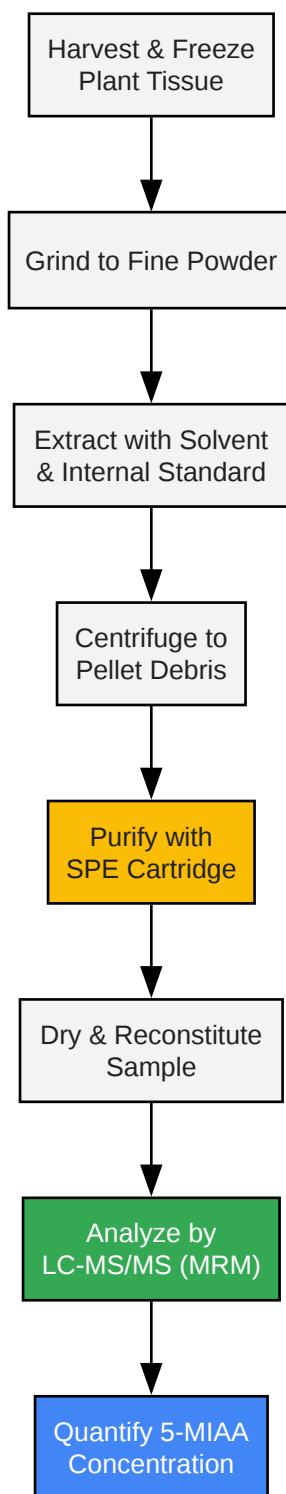 Harvest & Freeze
Plant Tissue
Grind to Fine Powder
Extract with Solvent
& Internal Standard
Centrifuge to
Pellet Debris
Purify with
SPE Cartridge
Dry & Reconstitute
Sample
Analyze by
LC-MS/MS (MRM)
Quantify 5-MIAA
Concentration